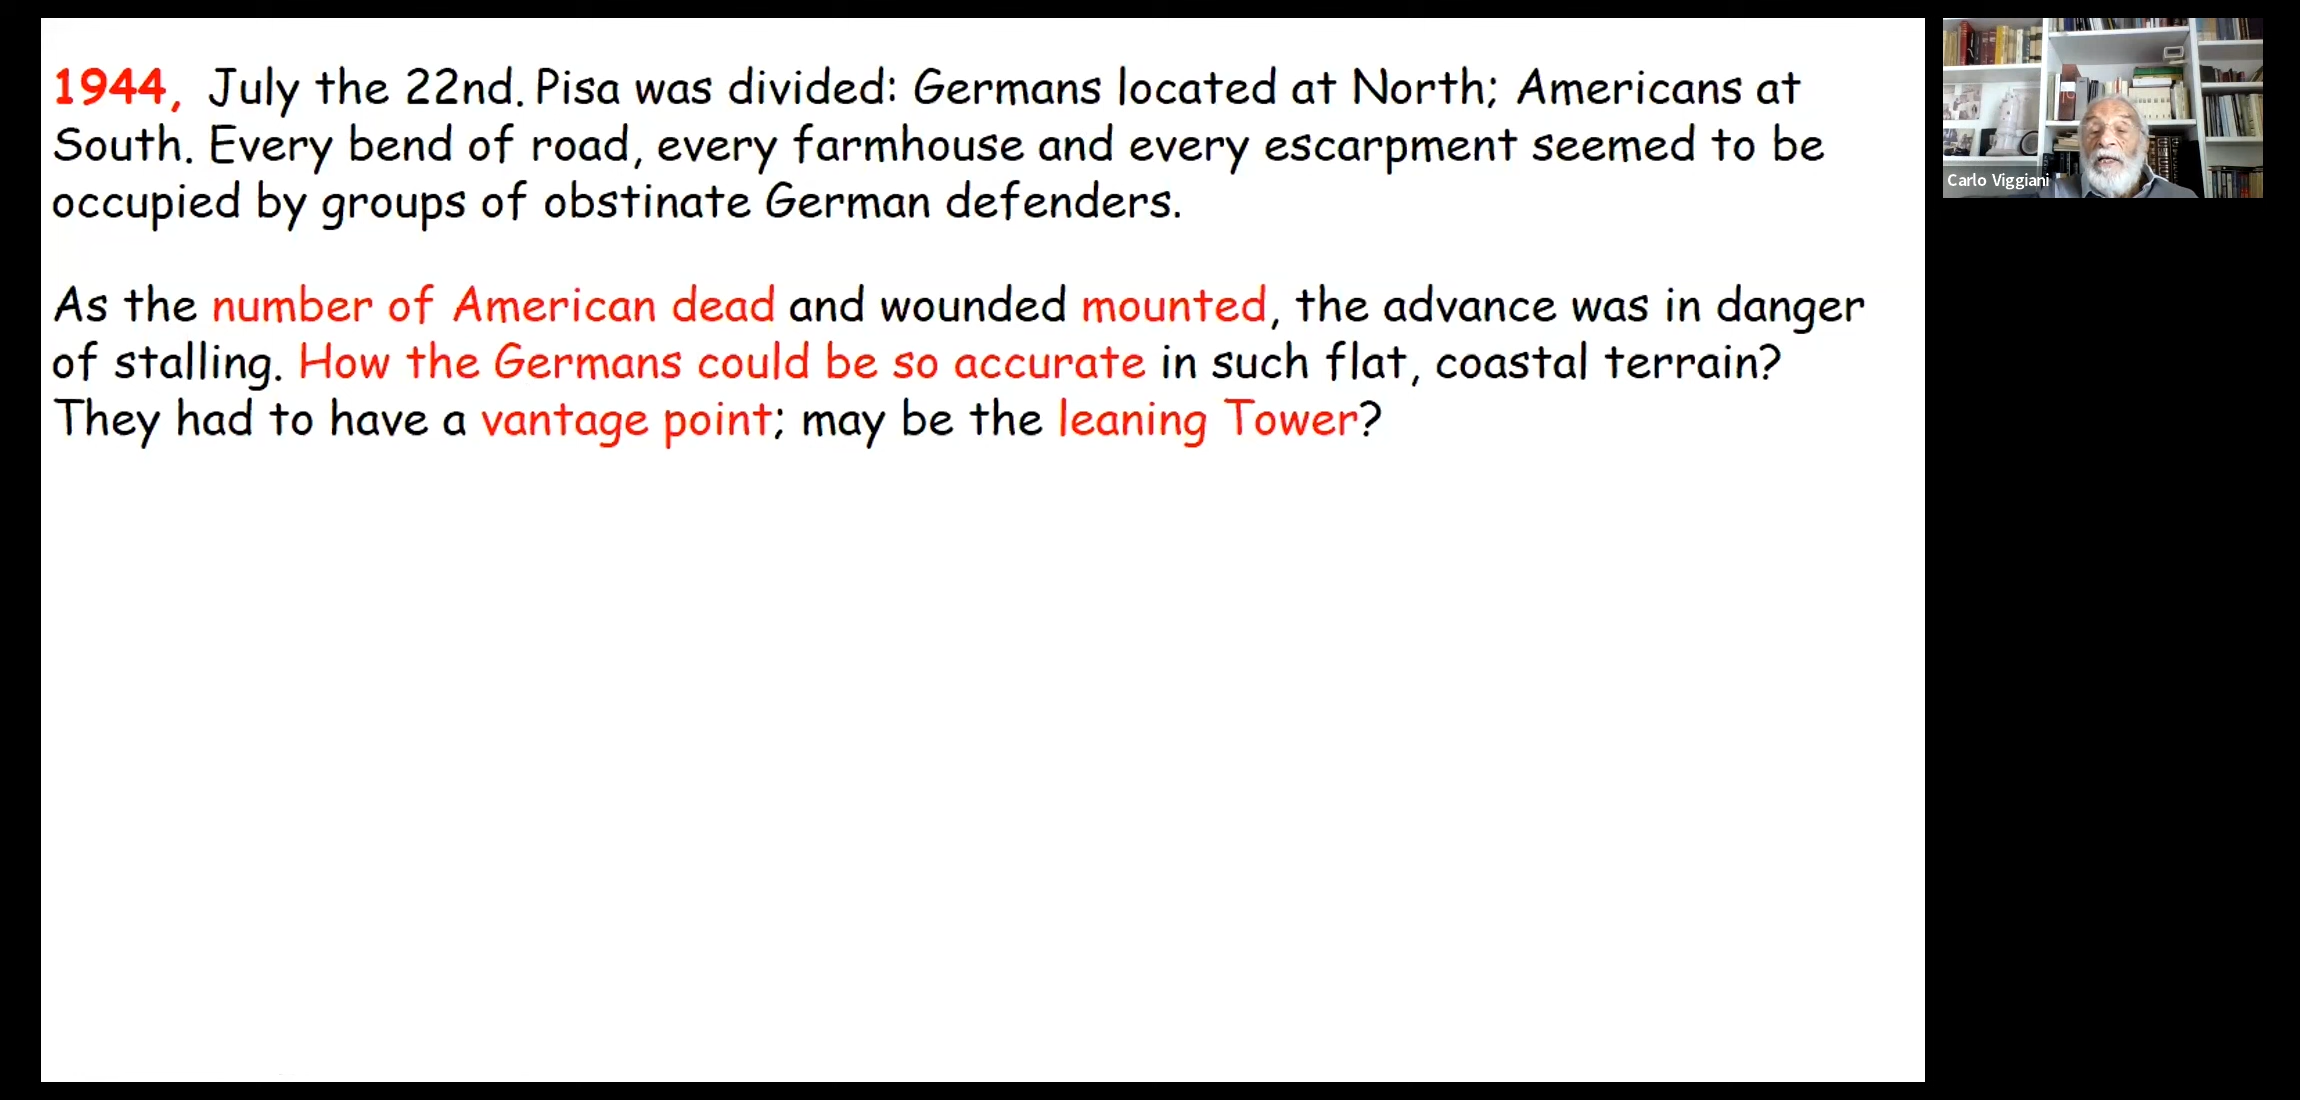 1944, July the 22nd. Pisa was divided: Germans located at North; Americans at
South. Every bend of road, every farmhouse and every escarpment seemed to be
occupied by groups of obstinate German defenders.
As the number of American dead and wounded mounted, the advance was in danger
of stalling. How the Germans could be so accurate in such flat, coastal terrain?
They had to have a vantage point; may be the leaning Tower?
Carlo Viggiani